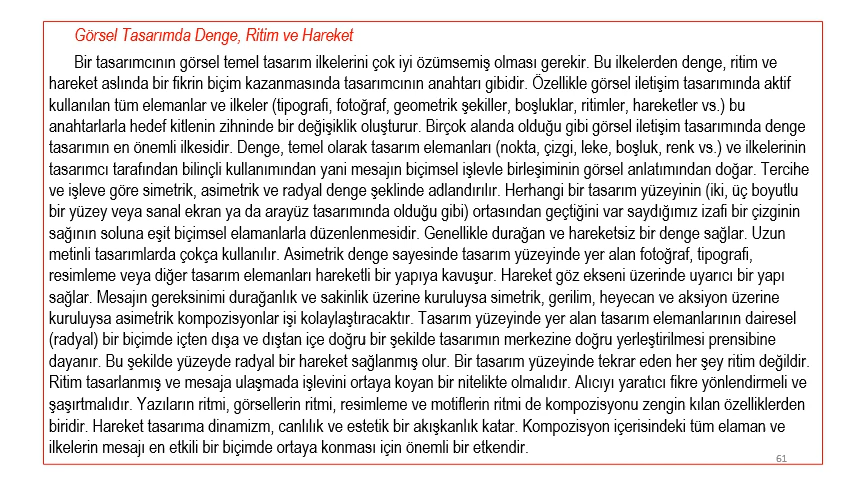 Görsel Tasarımda Denge, Ritim ve Hareket
Bir tasarımcının görsel temel tasarım ilkelerini çok iyi özümsemiş olması gerekir. Bu ilkelerden denge, ritim ve
hareket aslında bir fikrin biçim kazanmasında tasarımcının anahtarı gibidir. Özellikle görsel iletişim tasarımında aktif
kullanılan tüm elemanlar ve ilkeler (tipografi, fotoğraf, geometrik şekiller, boşluklar, ritimler, hareketler vs.) bu
anahtarlarla hedef kitlenin zihninde bir değişiklik oluşturur. Birçok alanda olduğu gibi görsel iletişim tasarımında denge
tasarımın en önemli ilkesidir. Denge, temel olarak tasarım elemanları (nokta, çizgi, leke, boşluk, renk vs.) ve ilkelerinin
tasarımcı tarafından bilinçli kullanımından yani mesajın biçimsel işlevle birleşiminin görsel anlatımından doğar. Tercihe
ve işleve göre simetrik, asimetrik ve radyal denge şeklinde adlandırılır. Herhangi bir tasarım yüzeyinin (iki, üç boyutlu
bir yüzey veya sanal ekran ya da arayüz tasarımında olduğu gibi) ortasından geçtiğini var saydığımız izafi bir çizginin
sağının soluna eşit biçimsel elamanlarla düzenlenmesidir. Genellikle durağan ve hareketsiz bir denge sağlar. Uzun
metinli tasarımlarda çokça kullanılır. Asimetrik denge sayesinde tasarım yüzeyinde yer alan fotoğraf, tipografi,
resimleme veya diğer tasarım elemanları hareketli bir yapıya kavuşur. Hareket göz ekseni üzerinde uyarıcı bir yapı
sağlar. Mesajın gereksinimi durağanlık ve sakinlik üzerine kuruluysa simetrik, gerilim, heyecan ve aksiyon üzerine
kuruluysa asimetrik kompozisyonlar işi kolaylaştıracaktır. Tasarım yüzeyinde yer alan tasarım elemanlarının dairesel
(radyal) bir biçimde içten dışa ve dıştan içe doğru bir şekilde tasarımın merkezine doğru yerleştirilmesi prensibine
dayanır. Bu şekilde yüzeyde radyal bir hareket sağlanmış olur. Bir tasarım yüzeyinde tekrar eden her şey ritim değildir.
Ritim tasarlanmış ve mesaja ulaşmada işlevini ortaya koyan bir nitelikte olmalıdır. Alıcıyı yaratıcı fikre yönlendirmeli ve
şaşırtmalıdır. Yazıların ritmi, görsellerin ritmi, resimleme ve motiflerin ritmi de kompozisyonu zengin kılan özelliklerden
biridir. Hareket tasarıma dinamizm, canlılık ve estetik bir akışkanlık katar. Kompozisyon içerisindeki tüm elaman ve
ilkelerin mesajı en etkili bir biçimde ortaya konması için önemli bir etkendir.
61